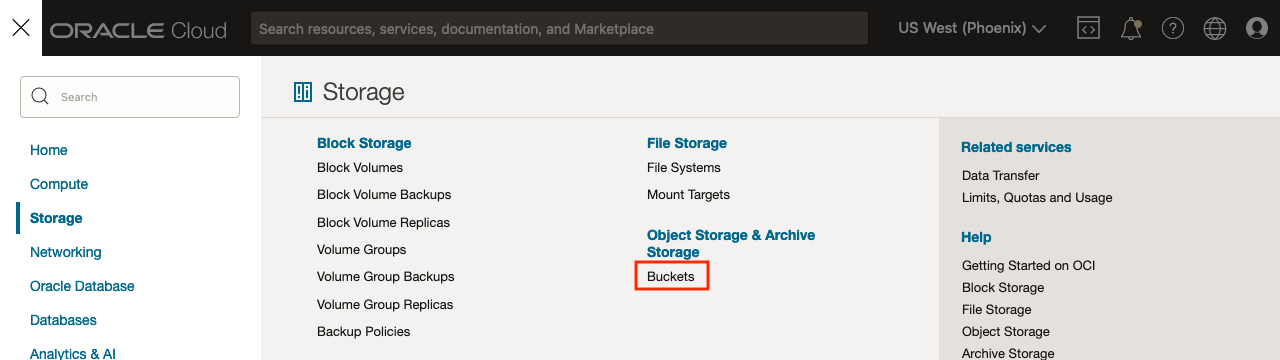 ORACLE Cloud
Search resources, services, documentation, and Marketplace
US West (Phoenix)
Search
Home
Compute
Storage
Networking
Oracle Database
Databases
Analytics & AI
Storage
Block Storage
Block Volumes
Block Volume Backups
Block Volume Replicas
Volume Groups
Volume Group Backups
Volume Group Replicas
Backup Policies
File Storage
File Systems
Mount Targets
Object Storage & Archive
Storage
Buckets
Related services
Data Transfer
Limits, Quotas and Usage
Help
Getting Started on OCI
Block Storage
File Storage
Object Storage
Archive Storage